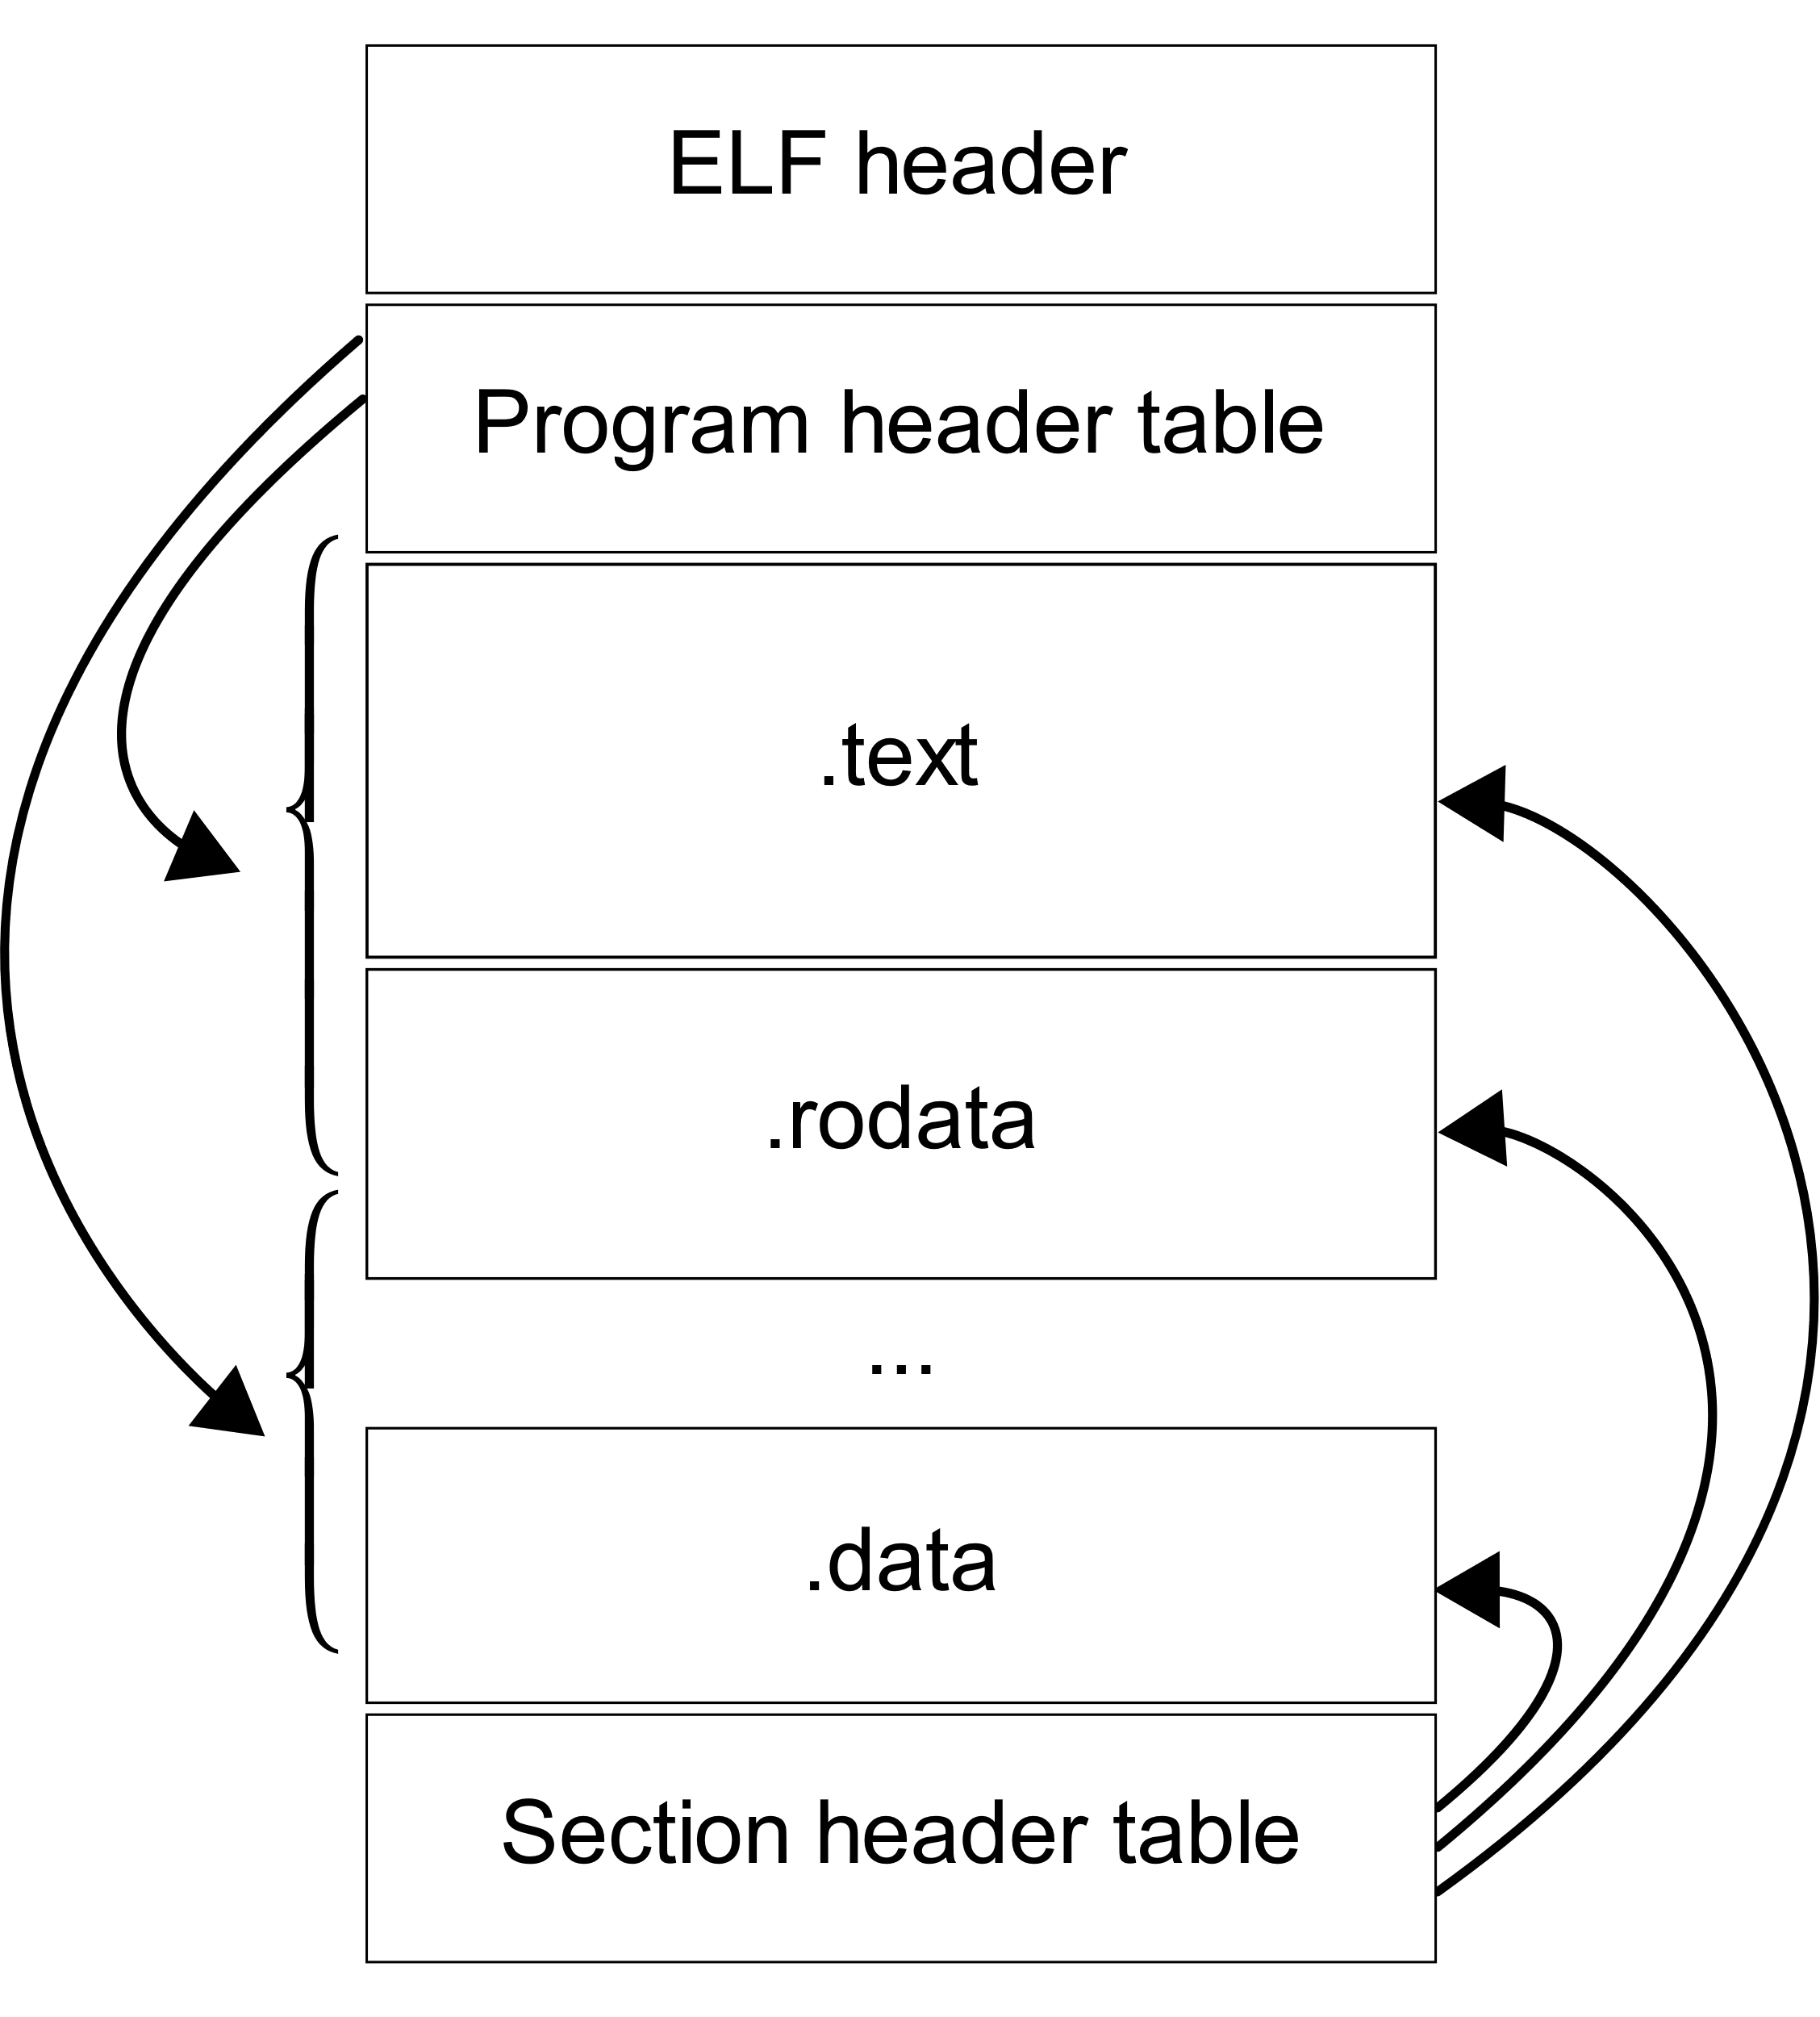 ELF header
Program header table
.text
.rodata
...
.data
Section header table